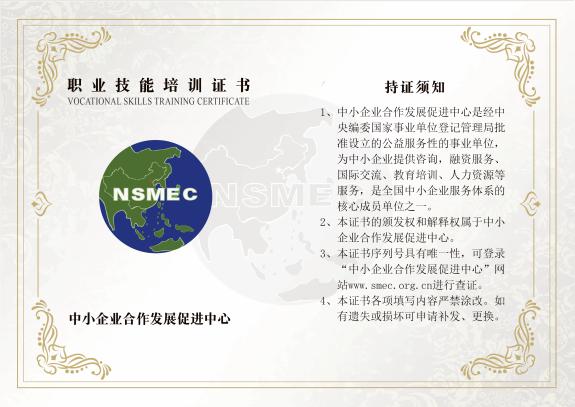 职业技能培训证书
VOCATIONAL SKILLS TRAINING CERTIFICATE
NSMEC
中小企业合作发展促进中心
NSMEC
持证须知
1、中小企业合作发展促进中心是经中
央编委国家事业单位登记管理局批
准设立的公益服务性的事业单位，
为中小企业提供咨询，融资服务、
国际交流、教育培训、人力资源等
服务，是全国中小企业服务体系的
核心成员单位之一。
2、本证书的颁发权和解释权属于中小
企业合作发展促进中心。
3、本证书序列号具有唯一性，可登录
“中小企业合作发展促进中心”网
站www.smec.org.cn进行查证。
4、本证书各项填写内容严禁涂改。如
有遗失或损坏可申请补发、更换。